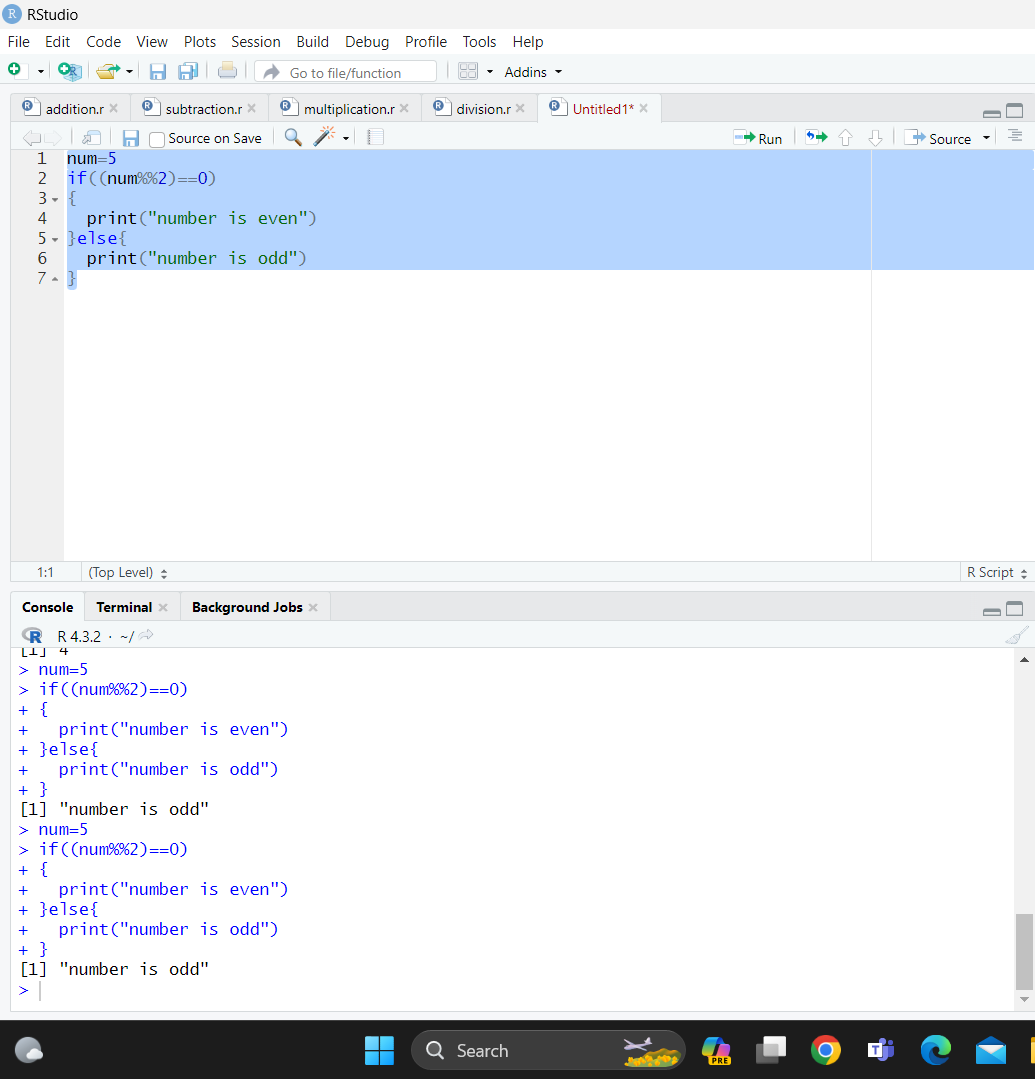 RStudio
File Edit Code View Plots Session Build Debug Profile Tools Help
Go to file/function Addins
addition.r subtraction.r multiplication.r division.r Untitled1*
Source on Save Run Source
1 num=5
2 if((num%%2)==0)
3 {
4   print("number is even")
5 }else{
6   print("number is odd")
7 }
1:1 (Top Level) R Script
Console Terminal Background Jobs
R R 4.3.2 · ~/
[1] 4
> num=5
> if((num%%2)==0)
+ {
+   print("number is even")
+ }else{
+   print("number is odd")
+ }
[1] "number is odd"
> num=5
> if((num%%2)==0)
+ {
+   print("number is even")
+ }else{
+   print("number is odd")
+ }
[1] "number is odd"
>
Search PRE